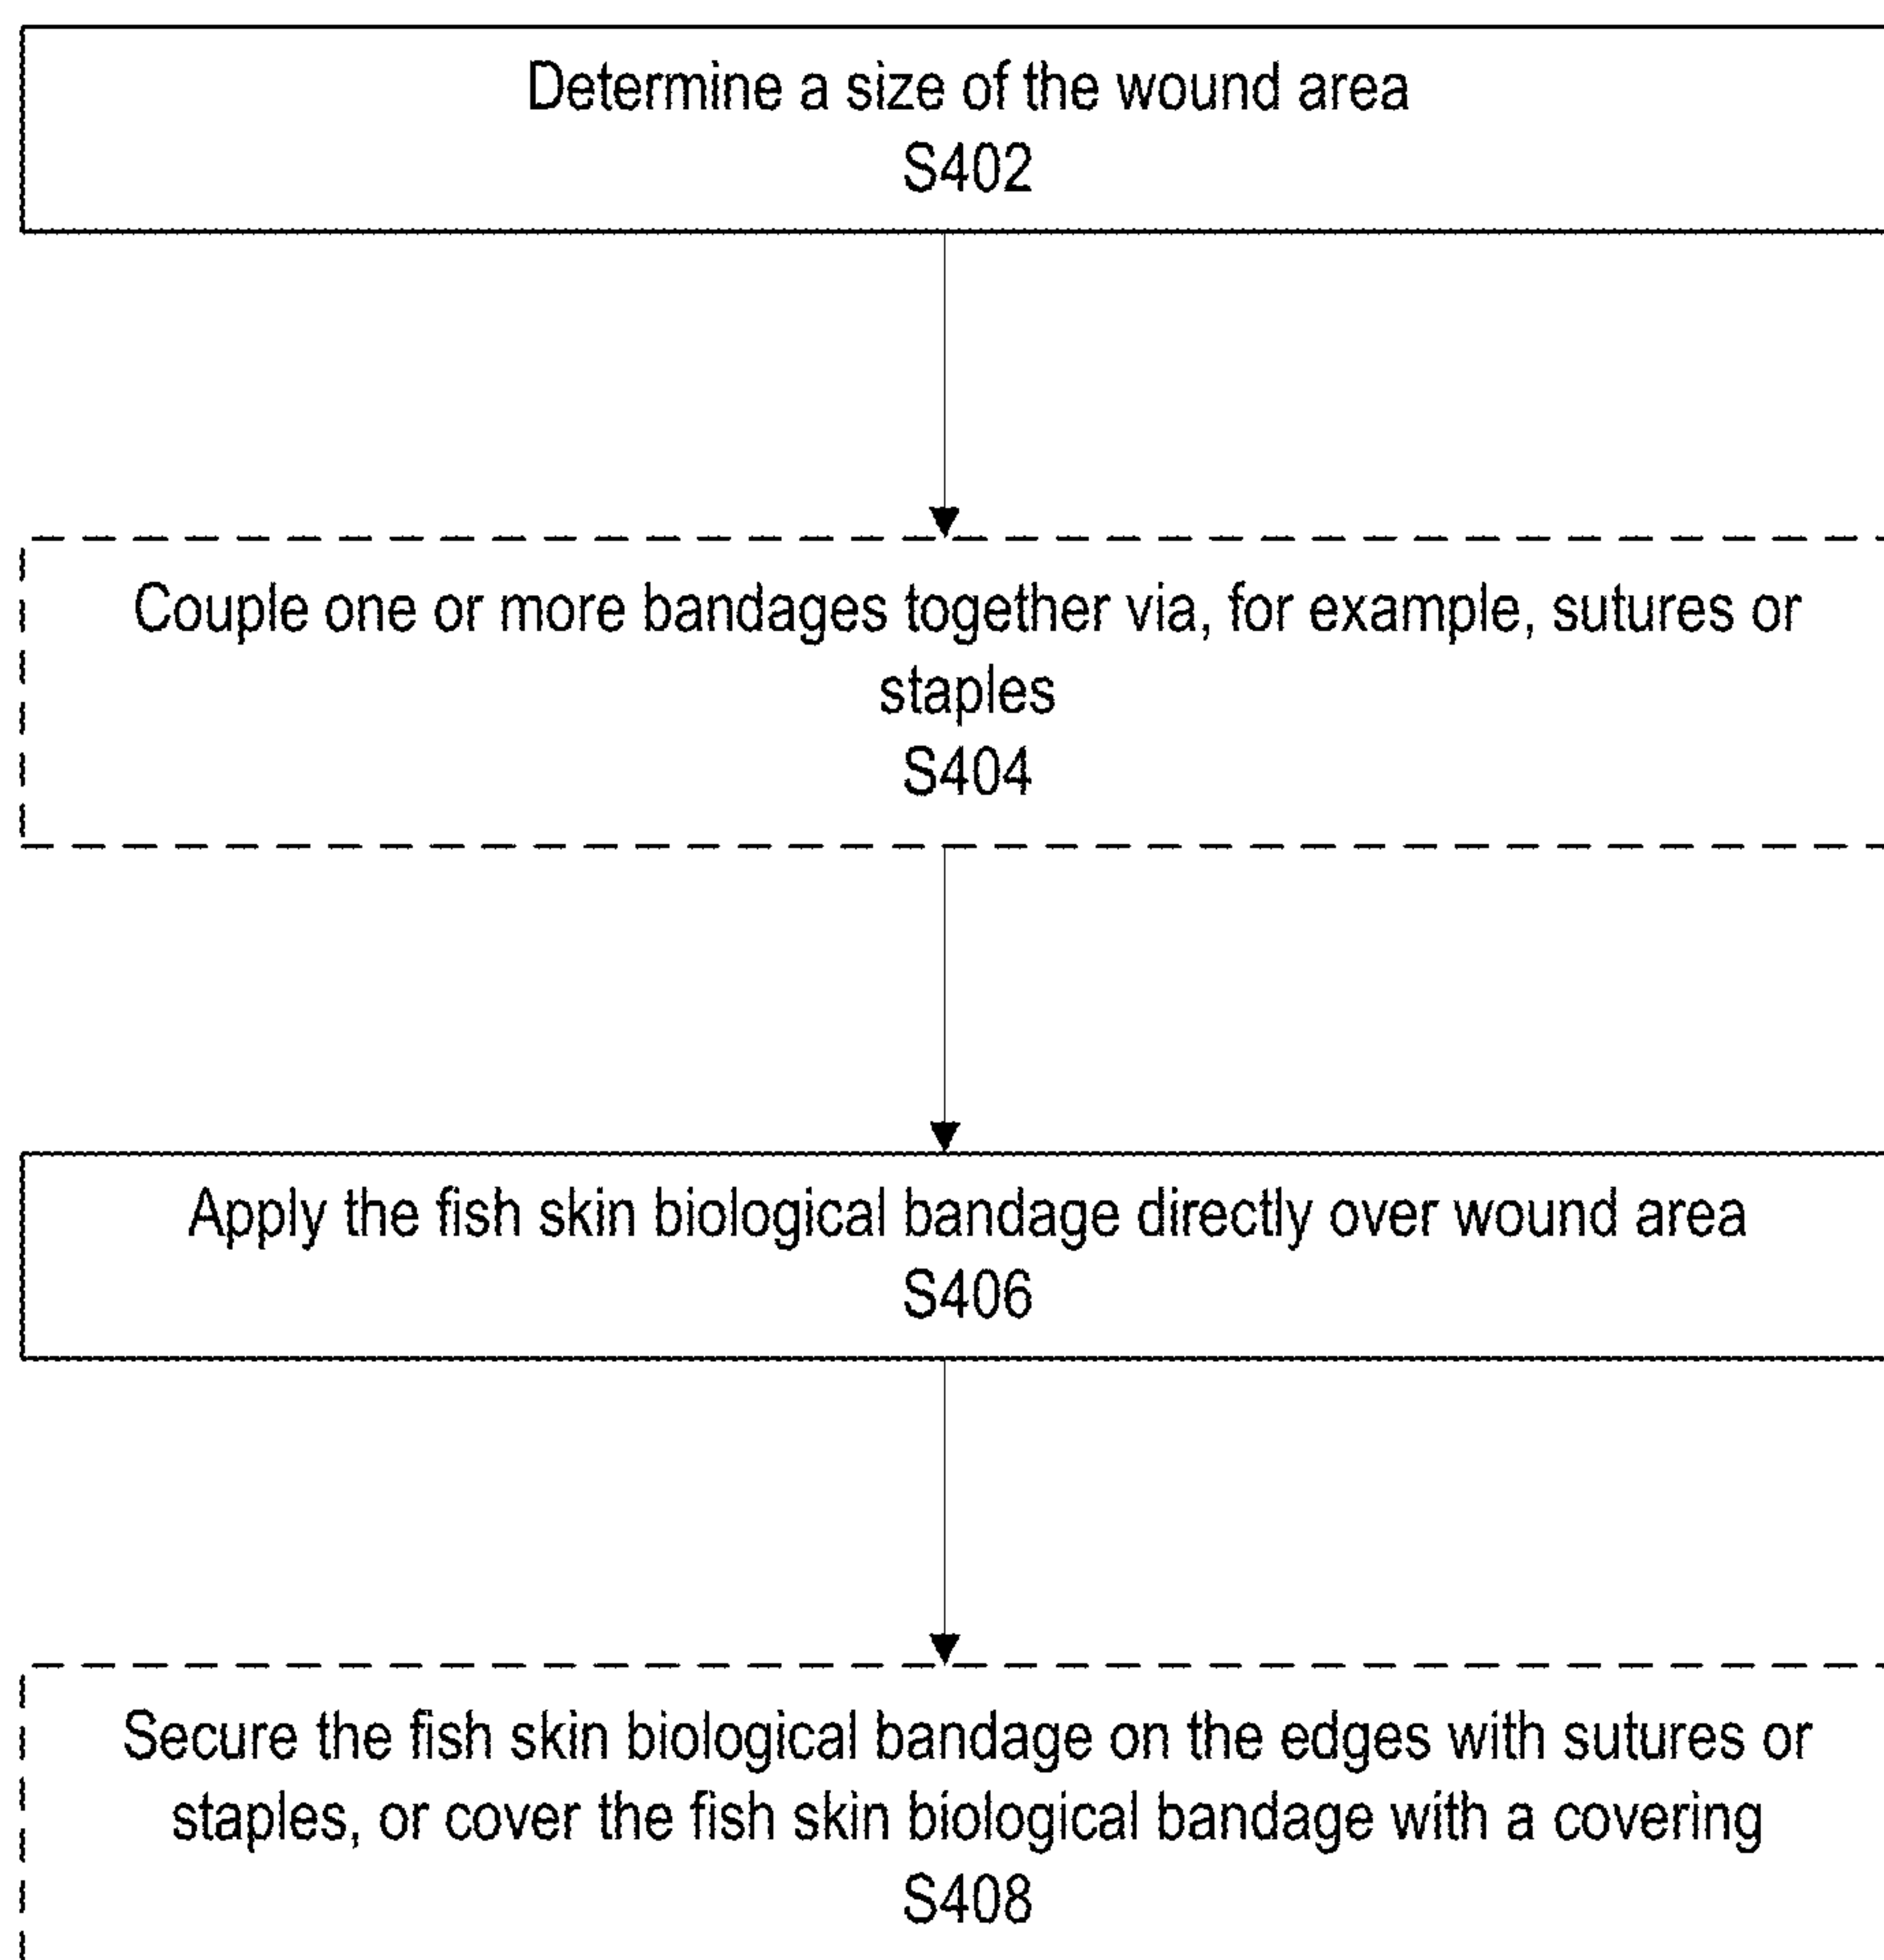 Determine a size of the wound area
S402
Couple one or more bandages together via, for example, sutures or
staples
S404
Apply the fish skin biological bandage directly over wound area
S406
Secure the fish skin biological bandage on the edges with sutures or
staples, or cover the fish skin biological bandage with a covering
S408